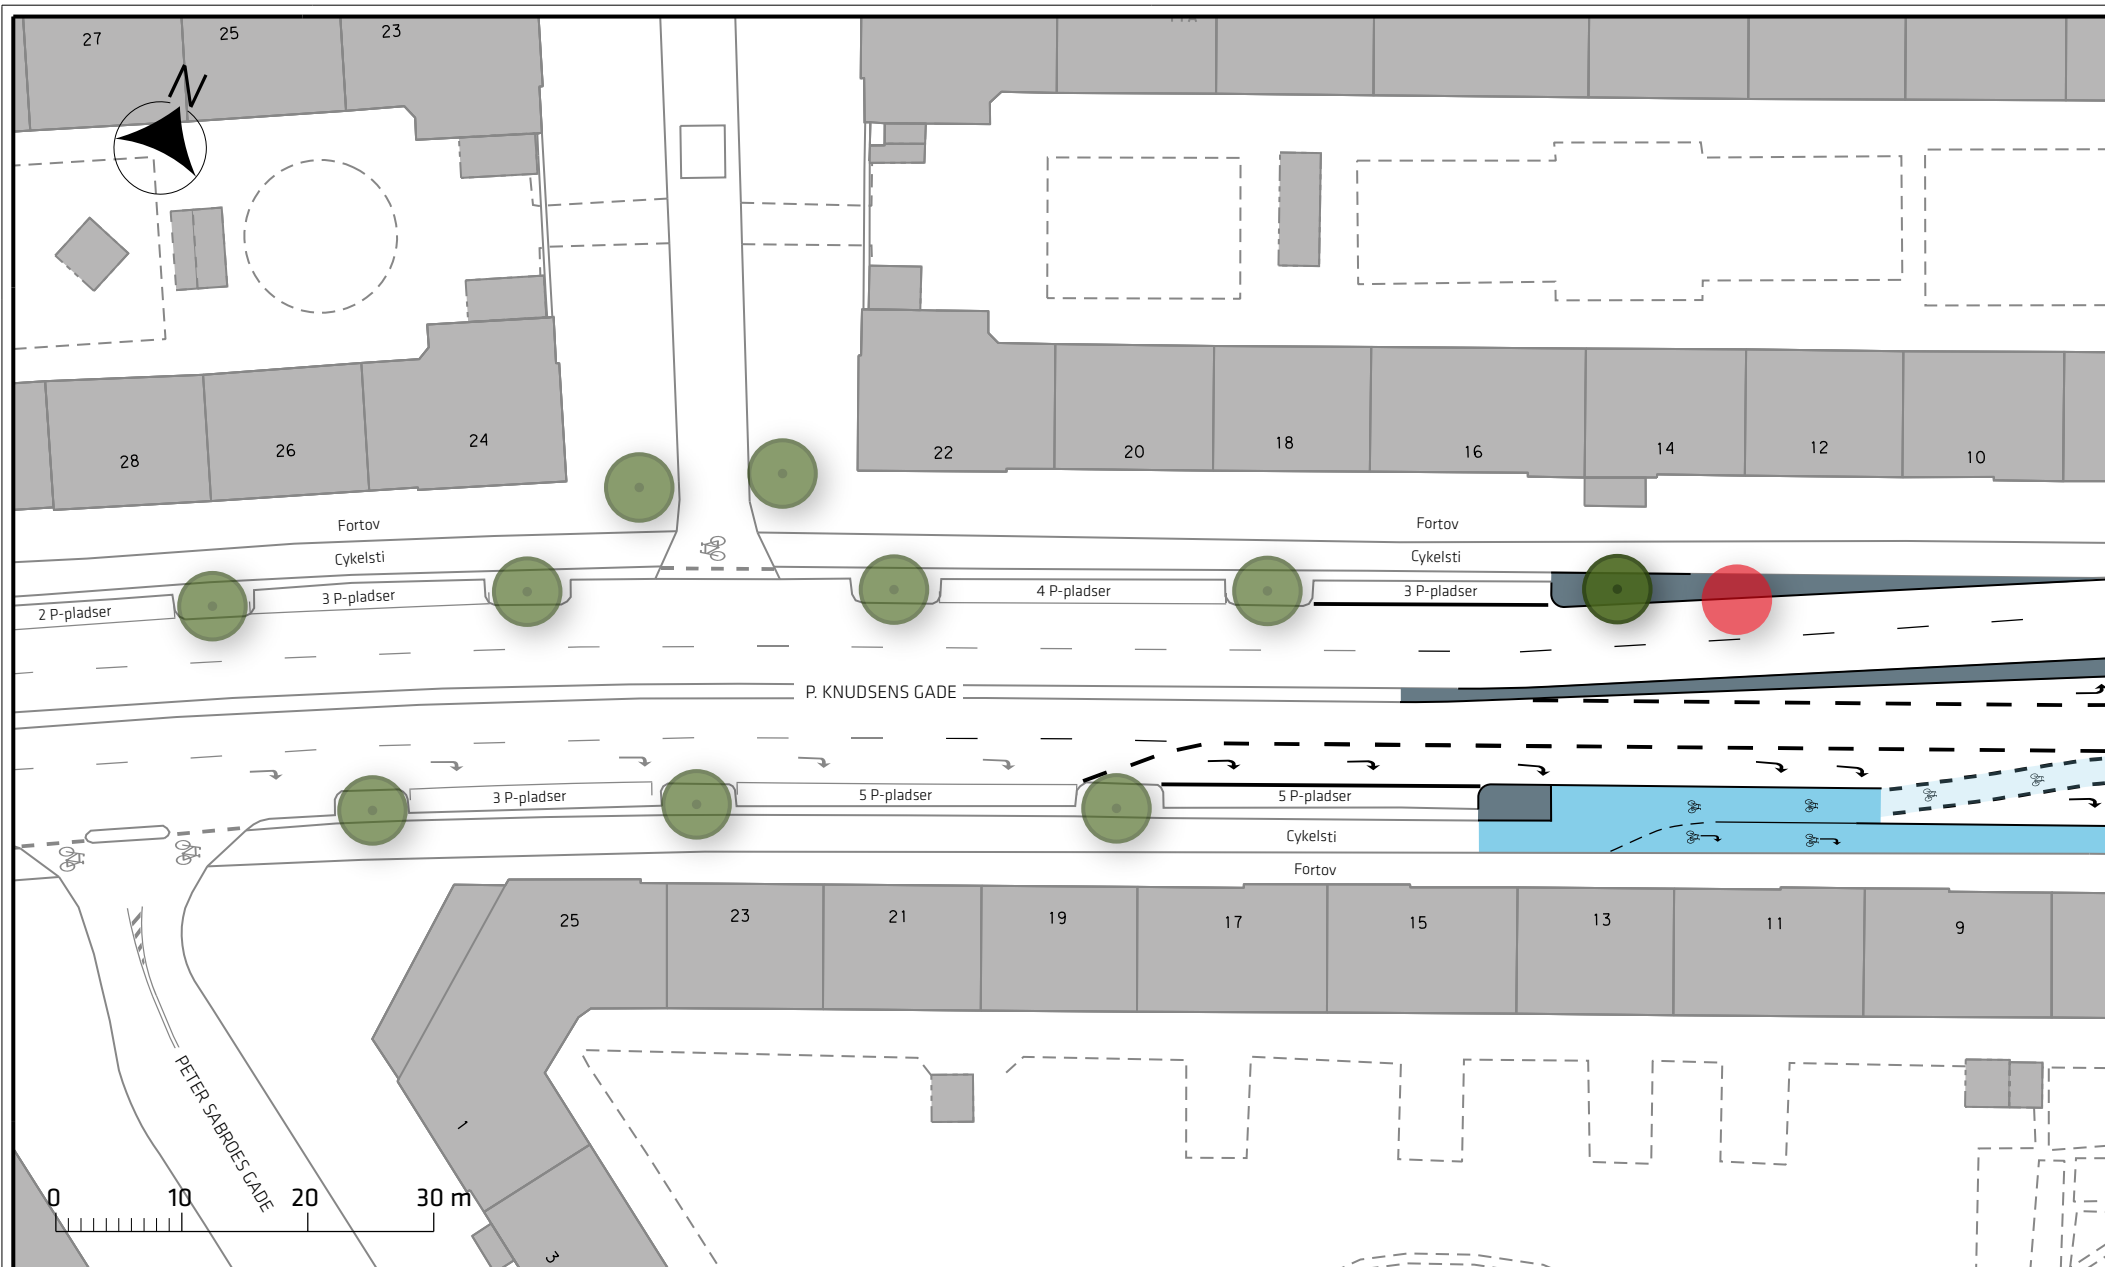 27
25
23
N
28
26
24
22
20
18
16
14
12
10
Fortov
Fortov
Cykelsti
Cykelsti
2 P-pladser
3 P-pladser
4 P-pladser
3 P-pladser
P. KNUDSENS GADE
3 P-pladser
5 P-pladser
5 P-pladser
Cykelsti
Fortov
25
23
21
19
17
15
13
11
9
PETER SABROES GADE
1
3
0 10 20 30 m